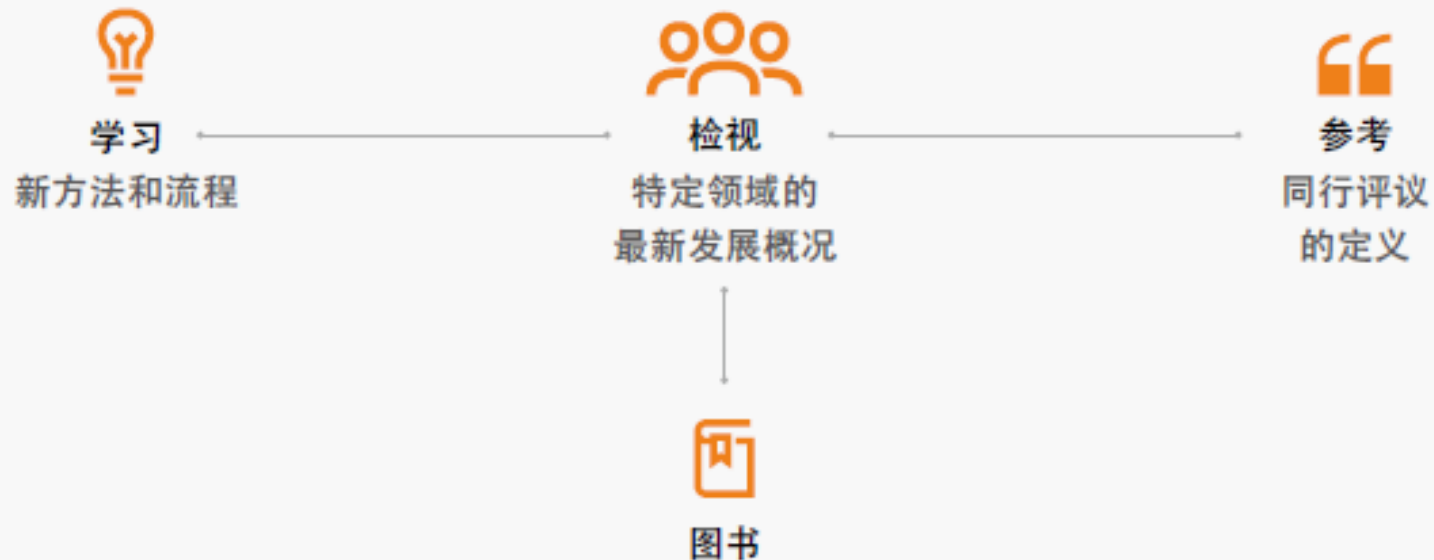 学习
新方法和流程
检视
特定领域的
最新发展概况
参考
同行评议
的定义
图书